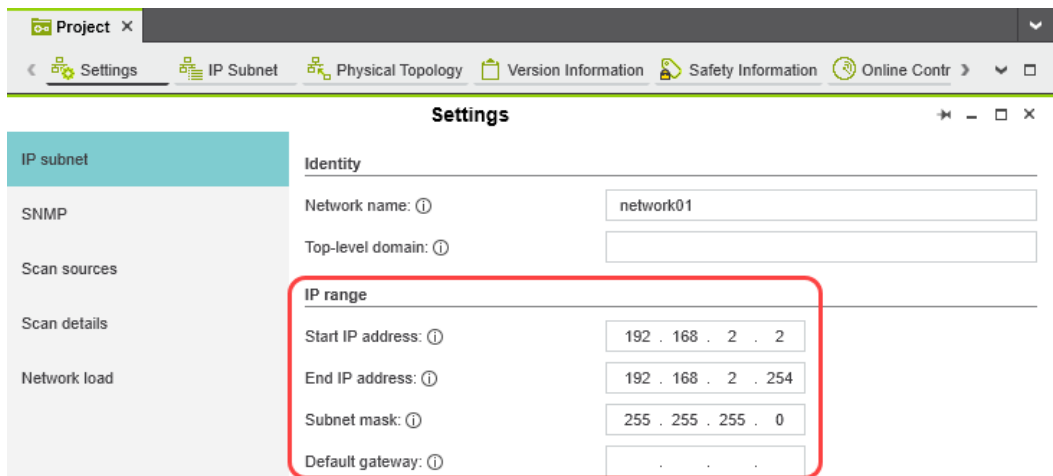 Project
Settings IP Subnet Physical Topology Version Information Safety Information Online Contr
Settings
IP subnet
SNMP
Scan sources
Scan details
Network load
Identity
Network name:
network01
Top-level domain:
IP range
Start IP address:
192 . 168 . 2 . 2
End IP address:
192 . 168 . 2 . 254
Subnet mask:
255 . 255 . 255 . 0
Default gateway:
. . .